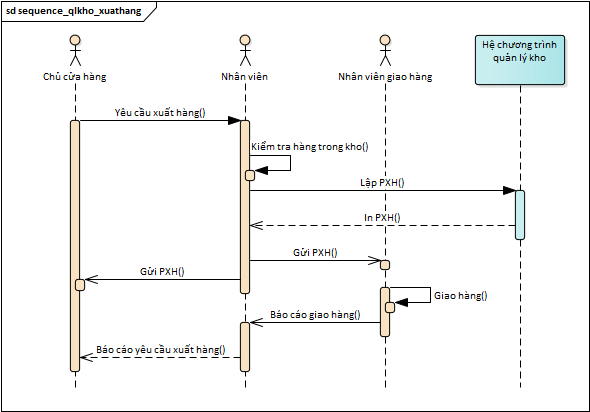 sd sequence_qlkho_xuathang
Chủ cửa hàng
Nhân viên
Nhân viên giao hàng
Hệ chương trình
quản lý kho
Yêu cầu xuất hàng()
Kiểm tra hàng trong kho()
Lập PXH()
In PXH()
Gửi PXH()
Gửi PXH()
Giao hàng()
Báo cáo giao hàng()
Báo cáo yêu cầu xuất hàng()